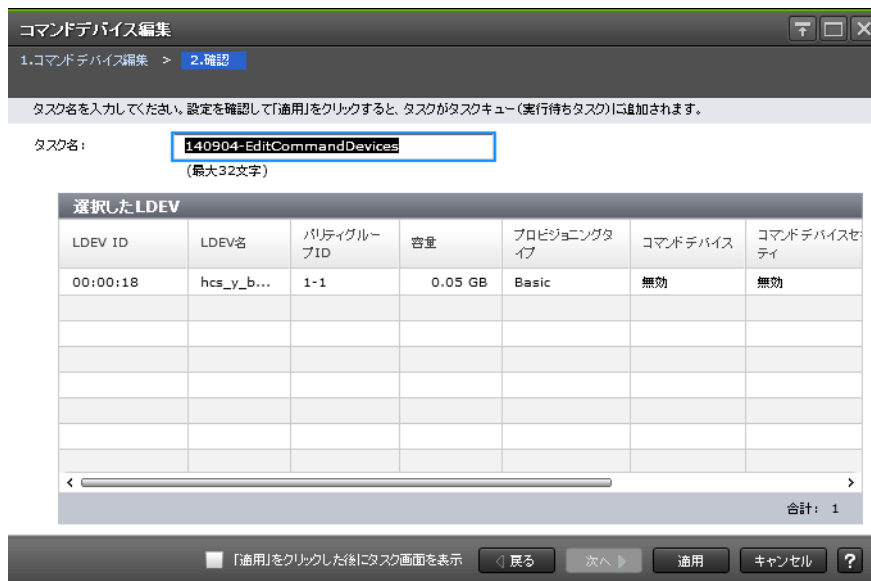 コマンドデバイス編集
1.コマンドデバイス編集 > 2.確認
タスク名を入力してください。設定を確認して「適用」をクリックすると、タスクがタスクキュー(実行待ちタスク)に追加されます。
タスク名: 140904-EditCommandDevices
(最大32文字)
選択したLDEV
LDEV ID LDEV名 パリティグルー 容量 プロビジョニングタ コマンドデバイス コマンドデバイスセ
プID イプ ティ
00:00:18 hcs_y_b... 1-1 0.05 GB Basic 無効 無効
合計: 1
「適用」をクリックした後にタスク画面を表示 戻る 次へ 適用 キャンセル ?